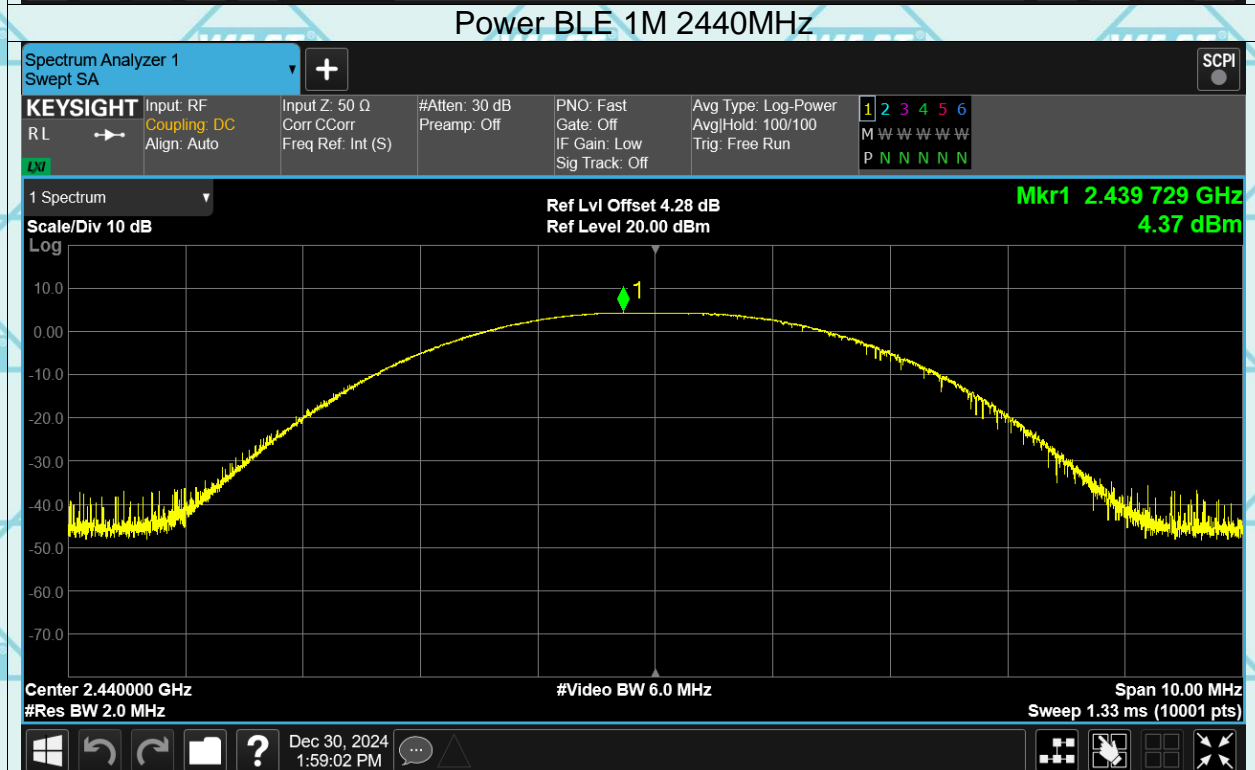 Power BLE 1M 2440MHz
Spectrum Analyzer 1
Swept SA
SCPI
KEYSIGHT
R L
LXI
Input: RF
Coupling: DC
Align: Auto
Input Z: 50 Ω
Corr CCorr
Freq Ref: Int (S)
#Atten: 30 dB
Preamp: Off
PNO: Fast
Gate: Off
IF Gain: Low
Sig Track: Off
Avg Type: Log-Power
Avg|Hold: 100/100
Trig: Free Run
1 2 3 4 5 6
M W W W W W
P N N N N N
1 Spectrum
Scale/Div 10 dB
Log
Ref Lvl Offset 4.28 dB
Ref Level 20.00 dBm
Mkr1 2.439 729 GHz
4.37 dBm
1
10.0
0.00
-10.0
-20.0
-30.0
-40.0
-50.0
-60.0
-70.0
Center 2.440000 GHz
#Res BW 2.0 MHz
#Video BW 6.0 MHz
Span 10.00 MHz
Sweep 1.33 ms (10001 pts)
?
Dec 30, 2024
1:59:02 PM